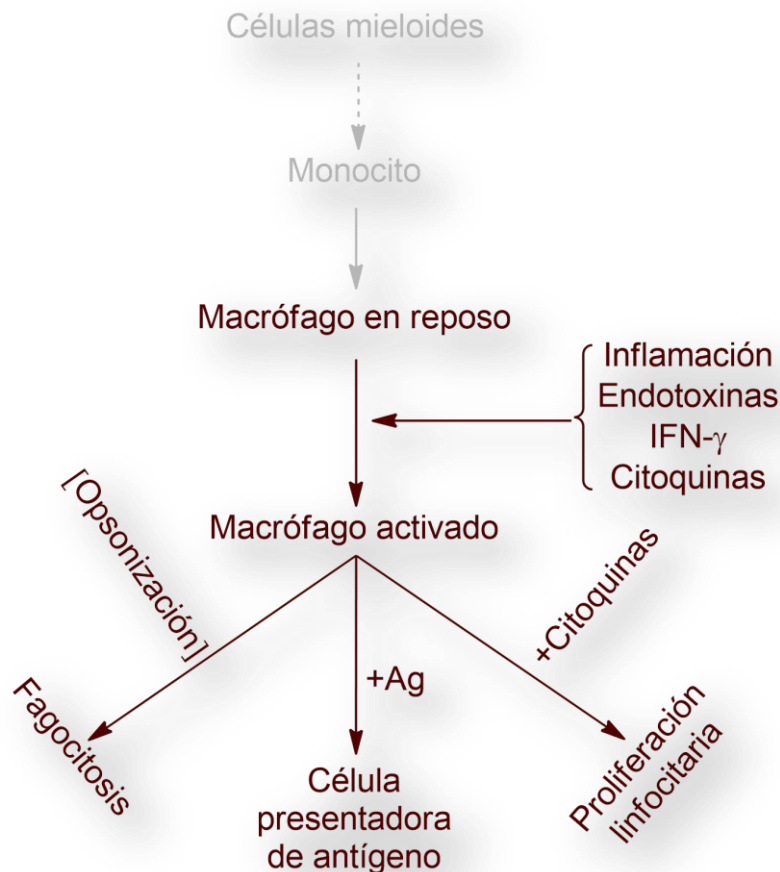 Células mieloides
Monocito
Macrófago en reposo
Inflamación
Endotoxinas
IFN-γ
Citoquinas
Macrófago activado
[Opsonización]
+Ag
+Citoquinas
Fagocitosis
Célula
presentadora
de antígeno
Proliferación
linfocitaria